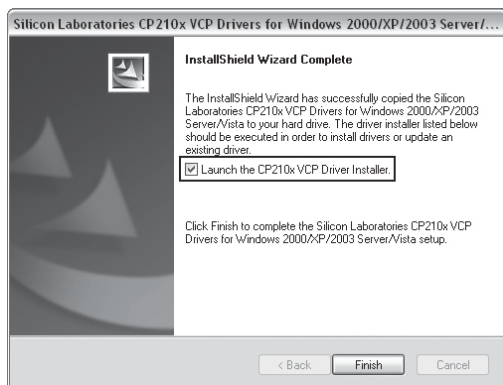 Silicon Laboratories CP210x VCP Drivers for Windows 2000/XP/2003 Server/...
InstallShield Wizard Complete
The InstallShield Wizard has successfully copied the Silicon
Laboratories CP210x VCP Drivers for Windows 2000/XP/2003
Server/Vista to your hard drive. The driver installer listed below
should be executed in order to install drivers or update an
existing driver.
Launch the CP210x VCP Driver Installer.
Click Finish to complete the Silicon Laboratories CP210x VCP
Drivers for Windows 2000/XP/2003 Server/Vista setup.
< Back
Finish
Cancel